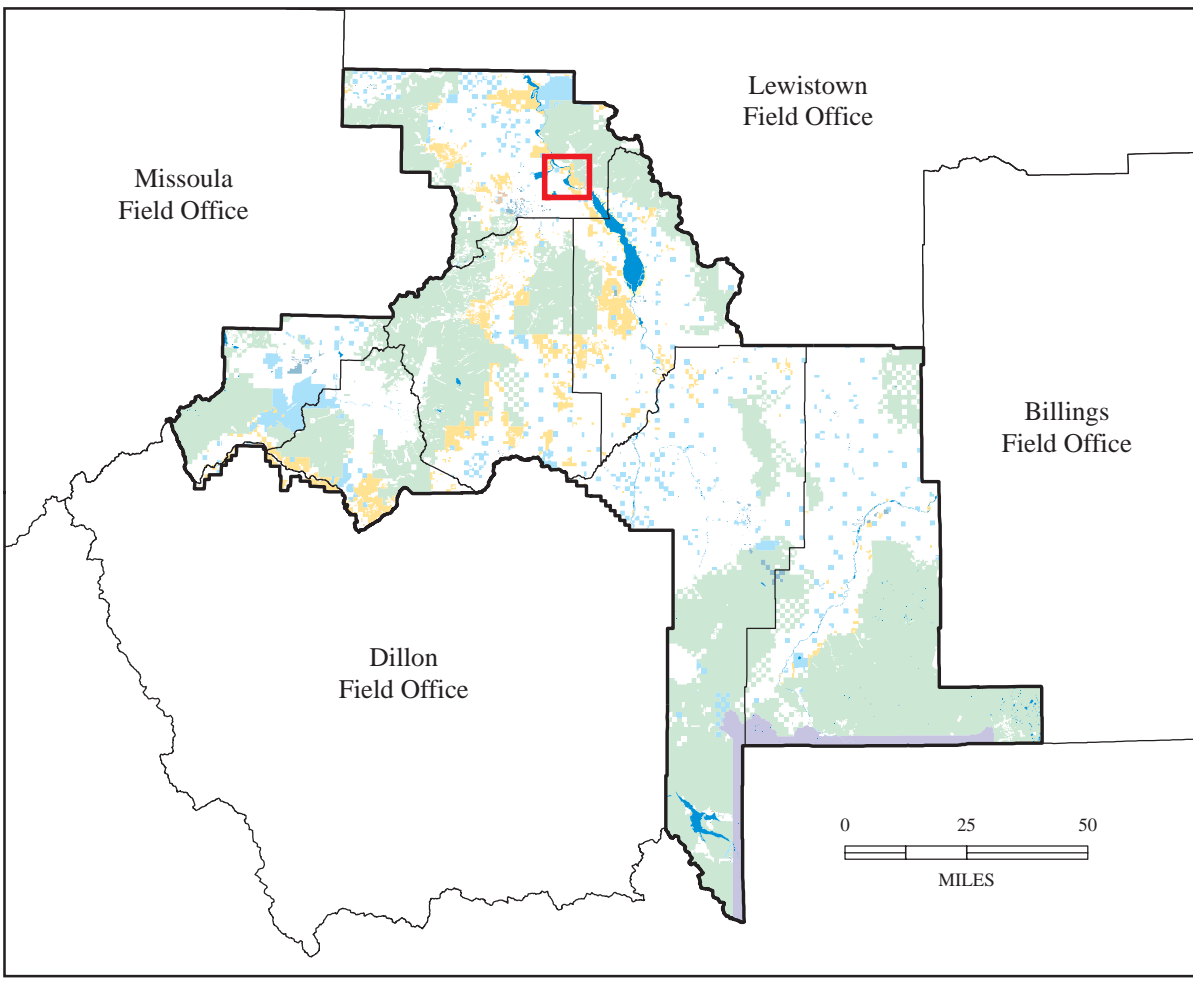 Lewistown
Field Office
Missoula
Field Office
Billings
Field Office
Dillon
Field Office
0 25 50
MILES